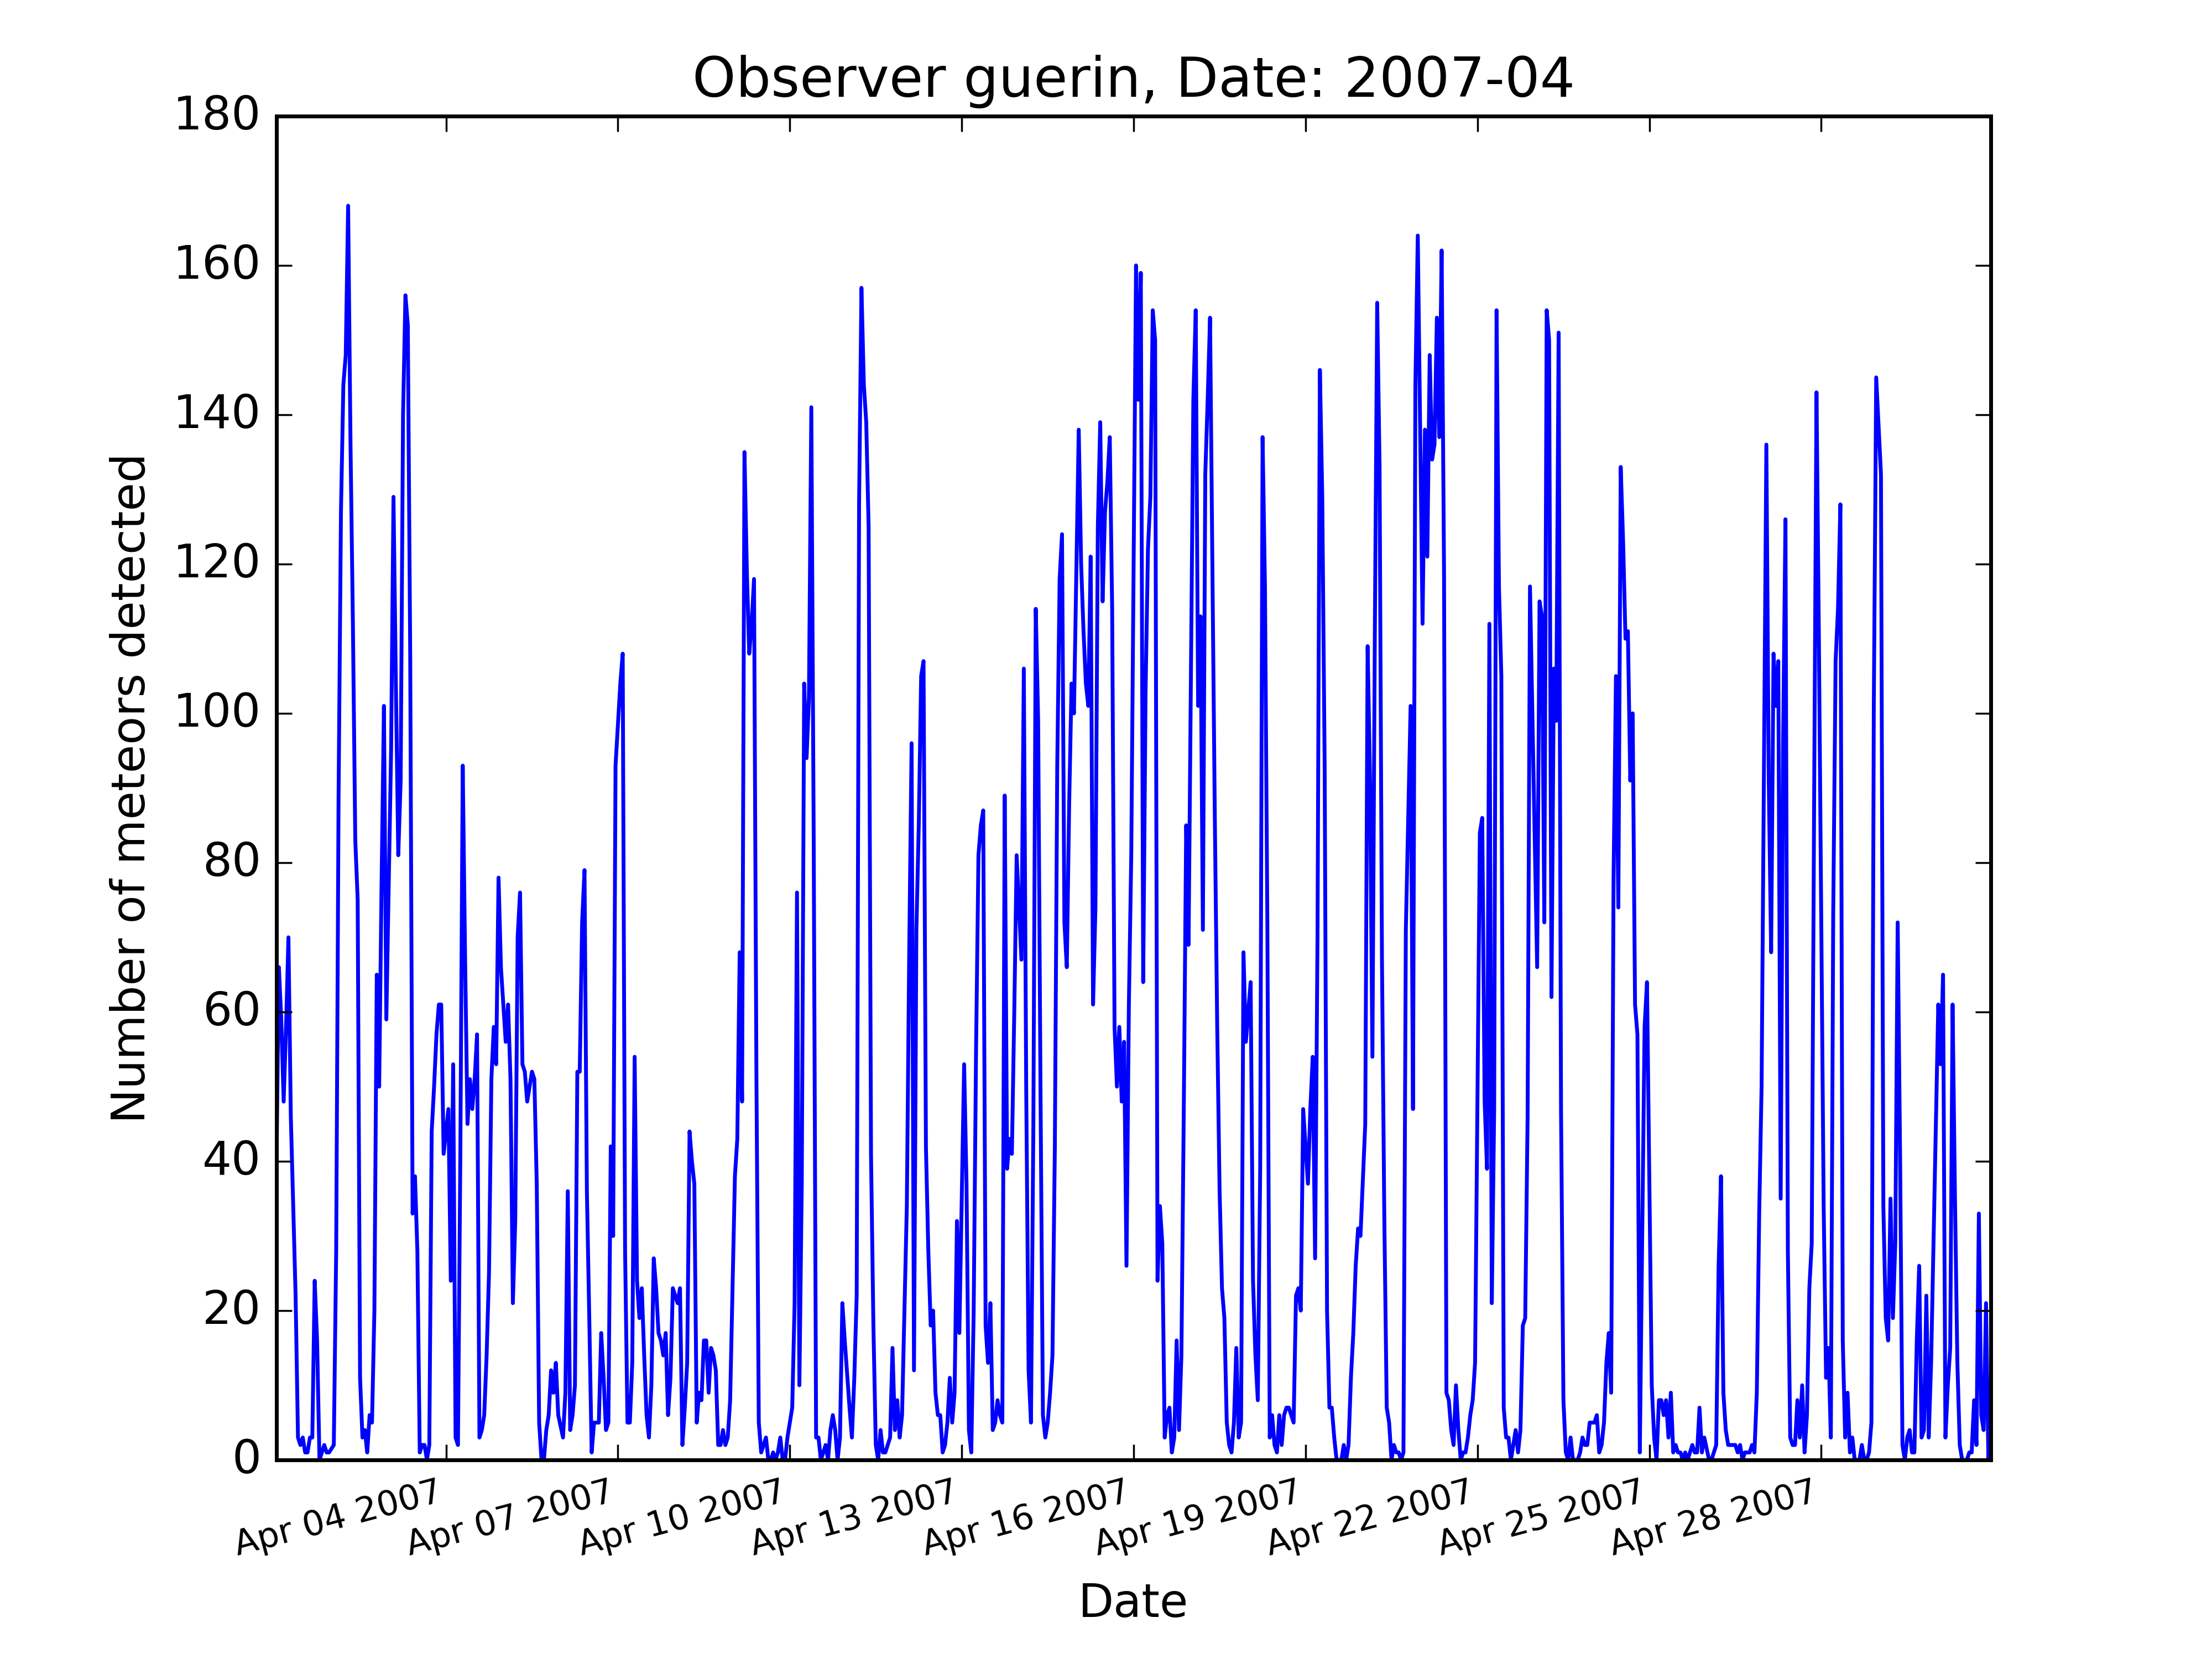 Observer guerin, Date: 2007-04
Number of meteors detected
180
160
140
120
100
80
60
40
20
0
Apr 04 2007
Apr 07 2007
Apr 10 2007
Apr 13 2007
Apr 16 2007
Apr 19 2007
Apr 22 2007
Apr 25 2007
Apr 28 2007
Date